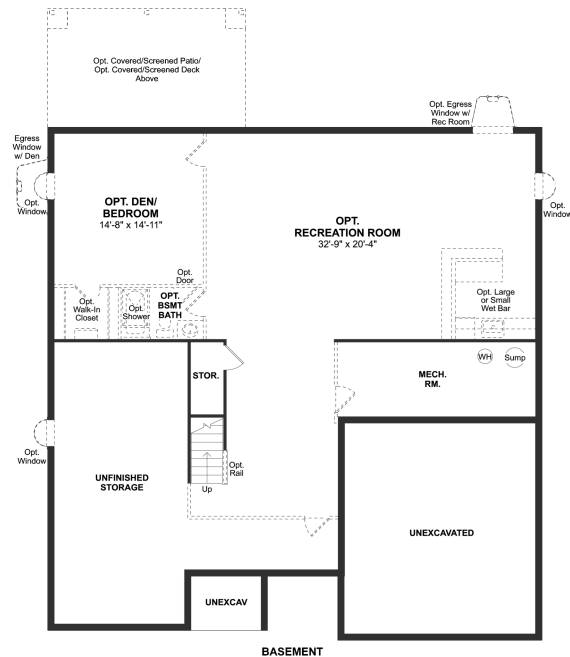 Opt. Covered/Screened Patio/
Opt. Covered/Screened Deck
Above
Opt. Egress
Window w/
Rec Room
Egress
Window
w/ Den
Opt.
Window
OPT. DEN/
BEDROOM
14'-8" x 14'-11"
OPT.
RECREATION ROOM
32'-9" x 20'-4"
Opt.
Window
Opt.
Door
Opt.
Walk-In
Closet
Opt.
Shower
OPT.
BSMT
BATH
Opt. Large
or Small
Wet Bar
STOR.
MECH.
RM.
WH
Sump
Opt.
Window
UNFINISHED
STORAGE
Opt.
Rail
Up
UNEXCAVATED
UNEXCAV
BASEMENT